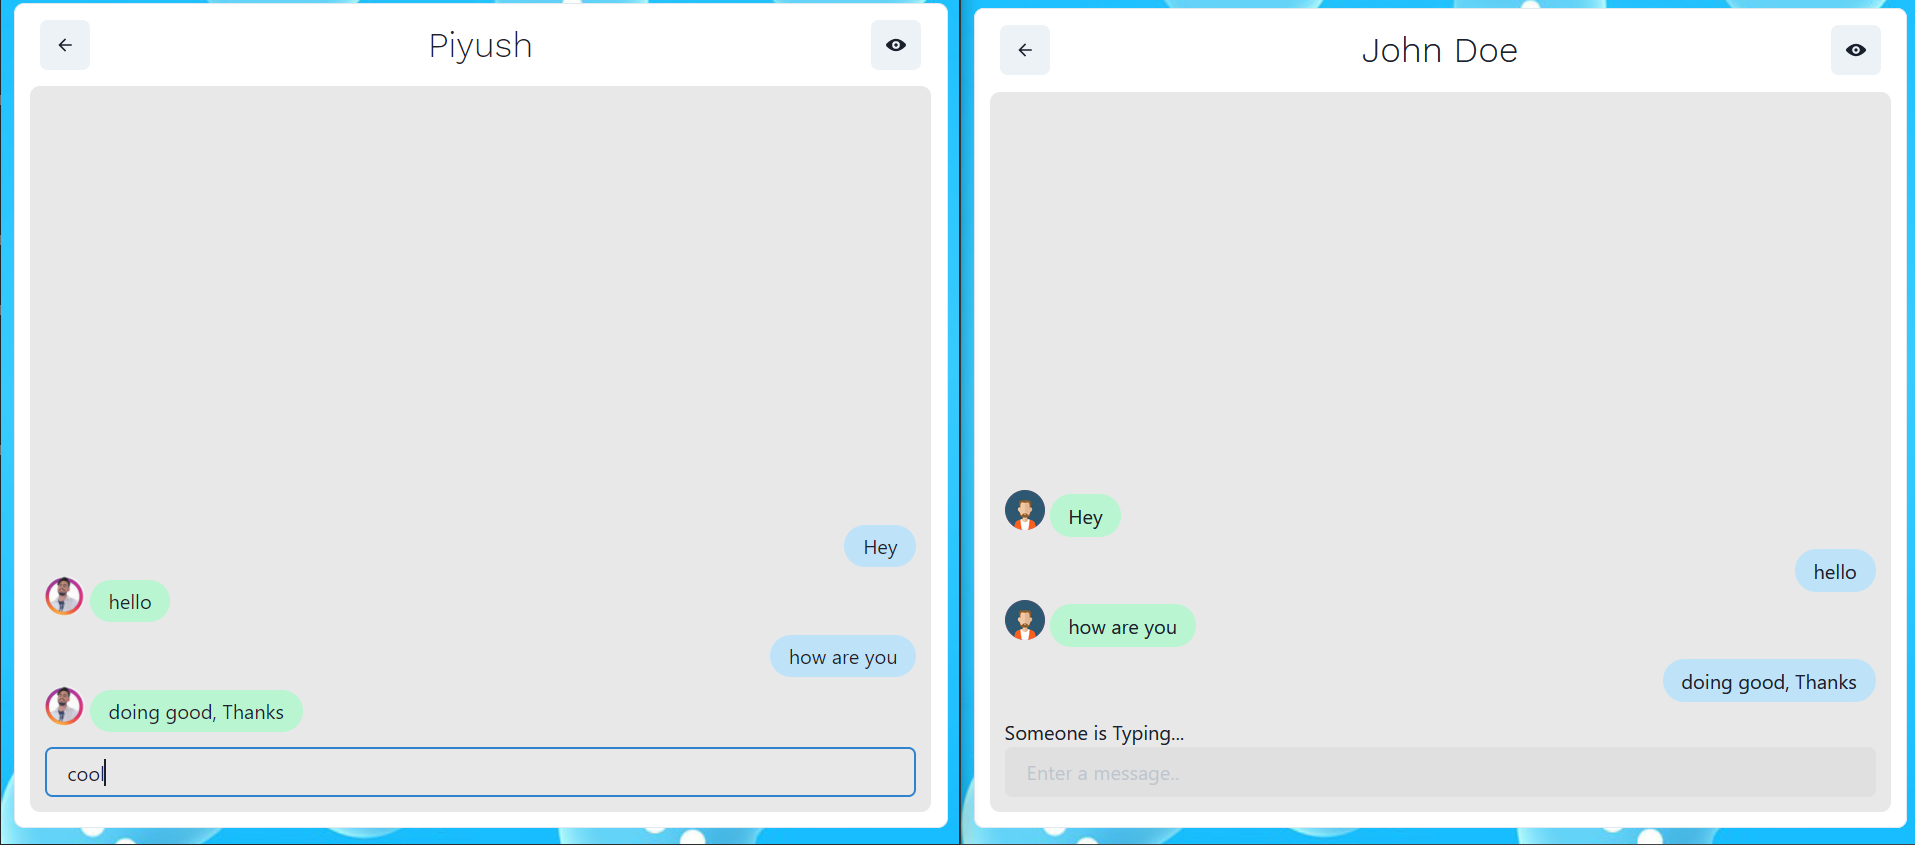 Piyush
Hey
hello
how are you
doing good, Thanks
cool
John Doe
Hey
hello
how are you
doing good, Thanks
Someone is Typing...
Enter a message..